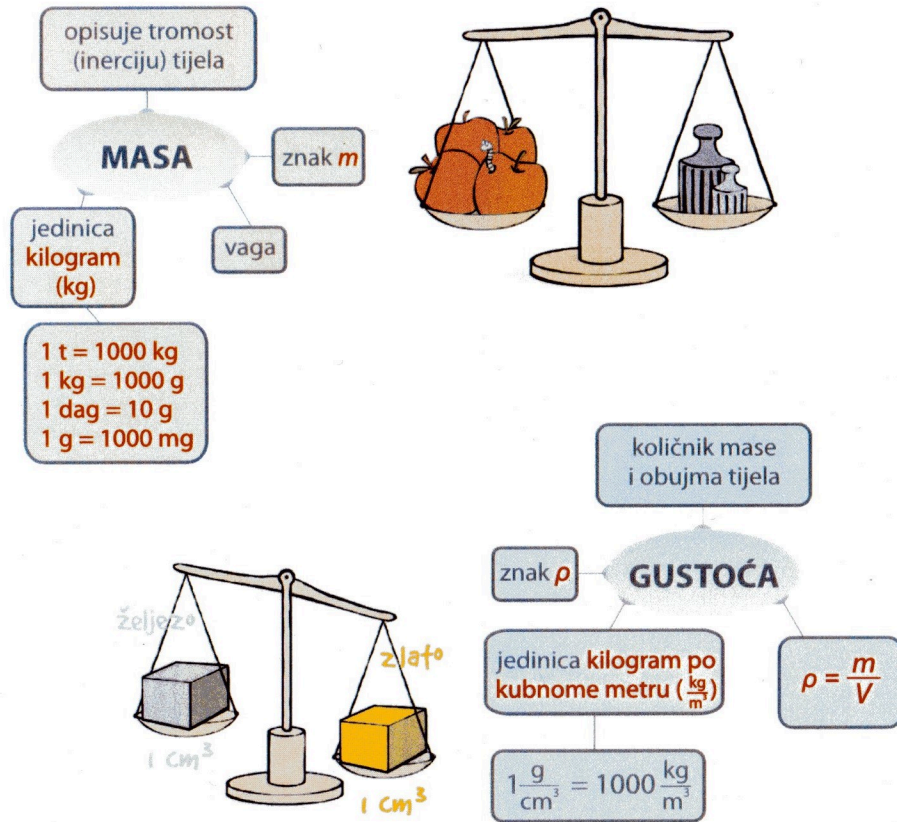 opisuje tromost
(inerciju) tijela
MASA
znak m
jedinica
kilogram
(kg)
vaga
1 t = 1000 kg
1 kg = 1000 g
1 dag = 10 g
1 g = 1000 mg
količnik mase
i obujma tijela
GUSTOĆA
znak ρ
jedinica kilogram po
kubnome metru (kg/m³)
ρ = m/V
1 g/cm³ = 1000 kg/m³
željezo
zlato
1 cm³
1 cm³